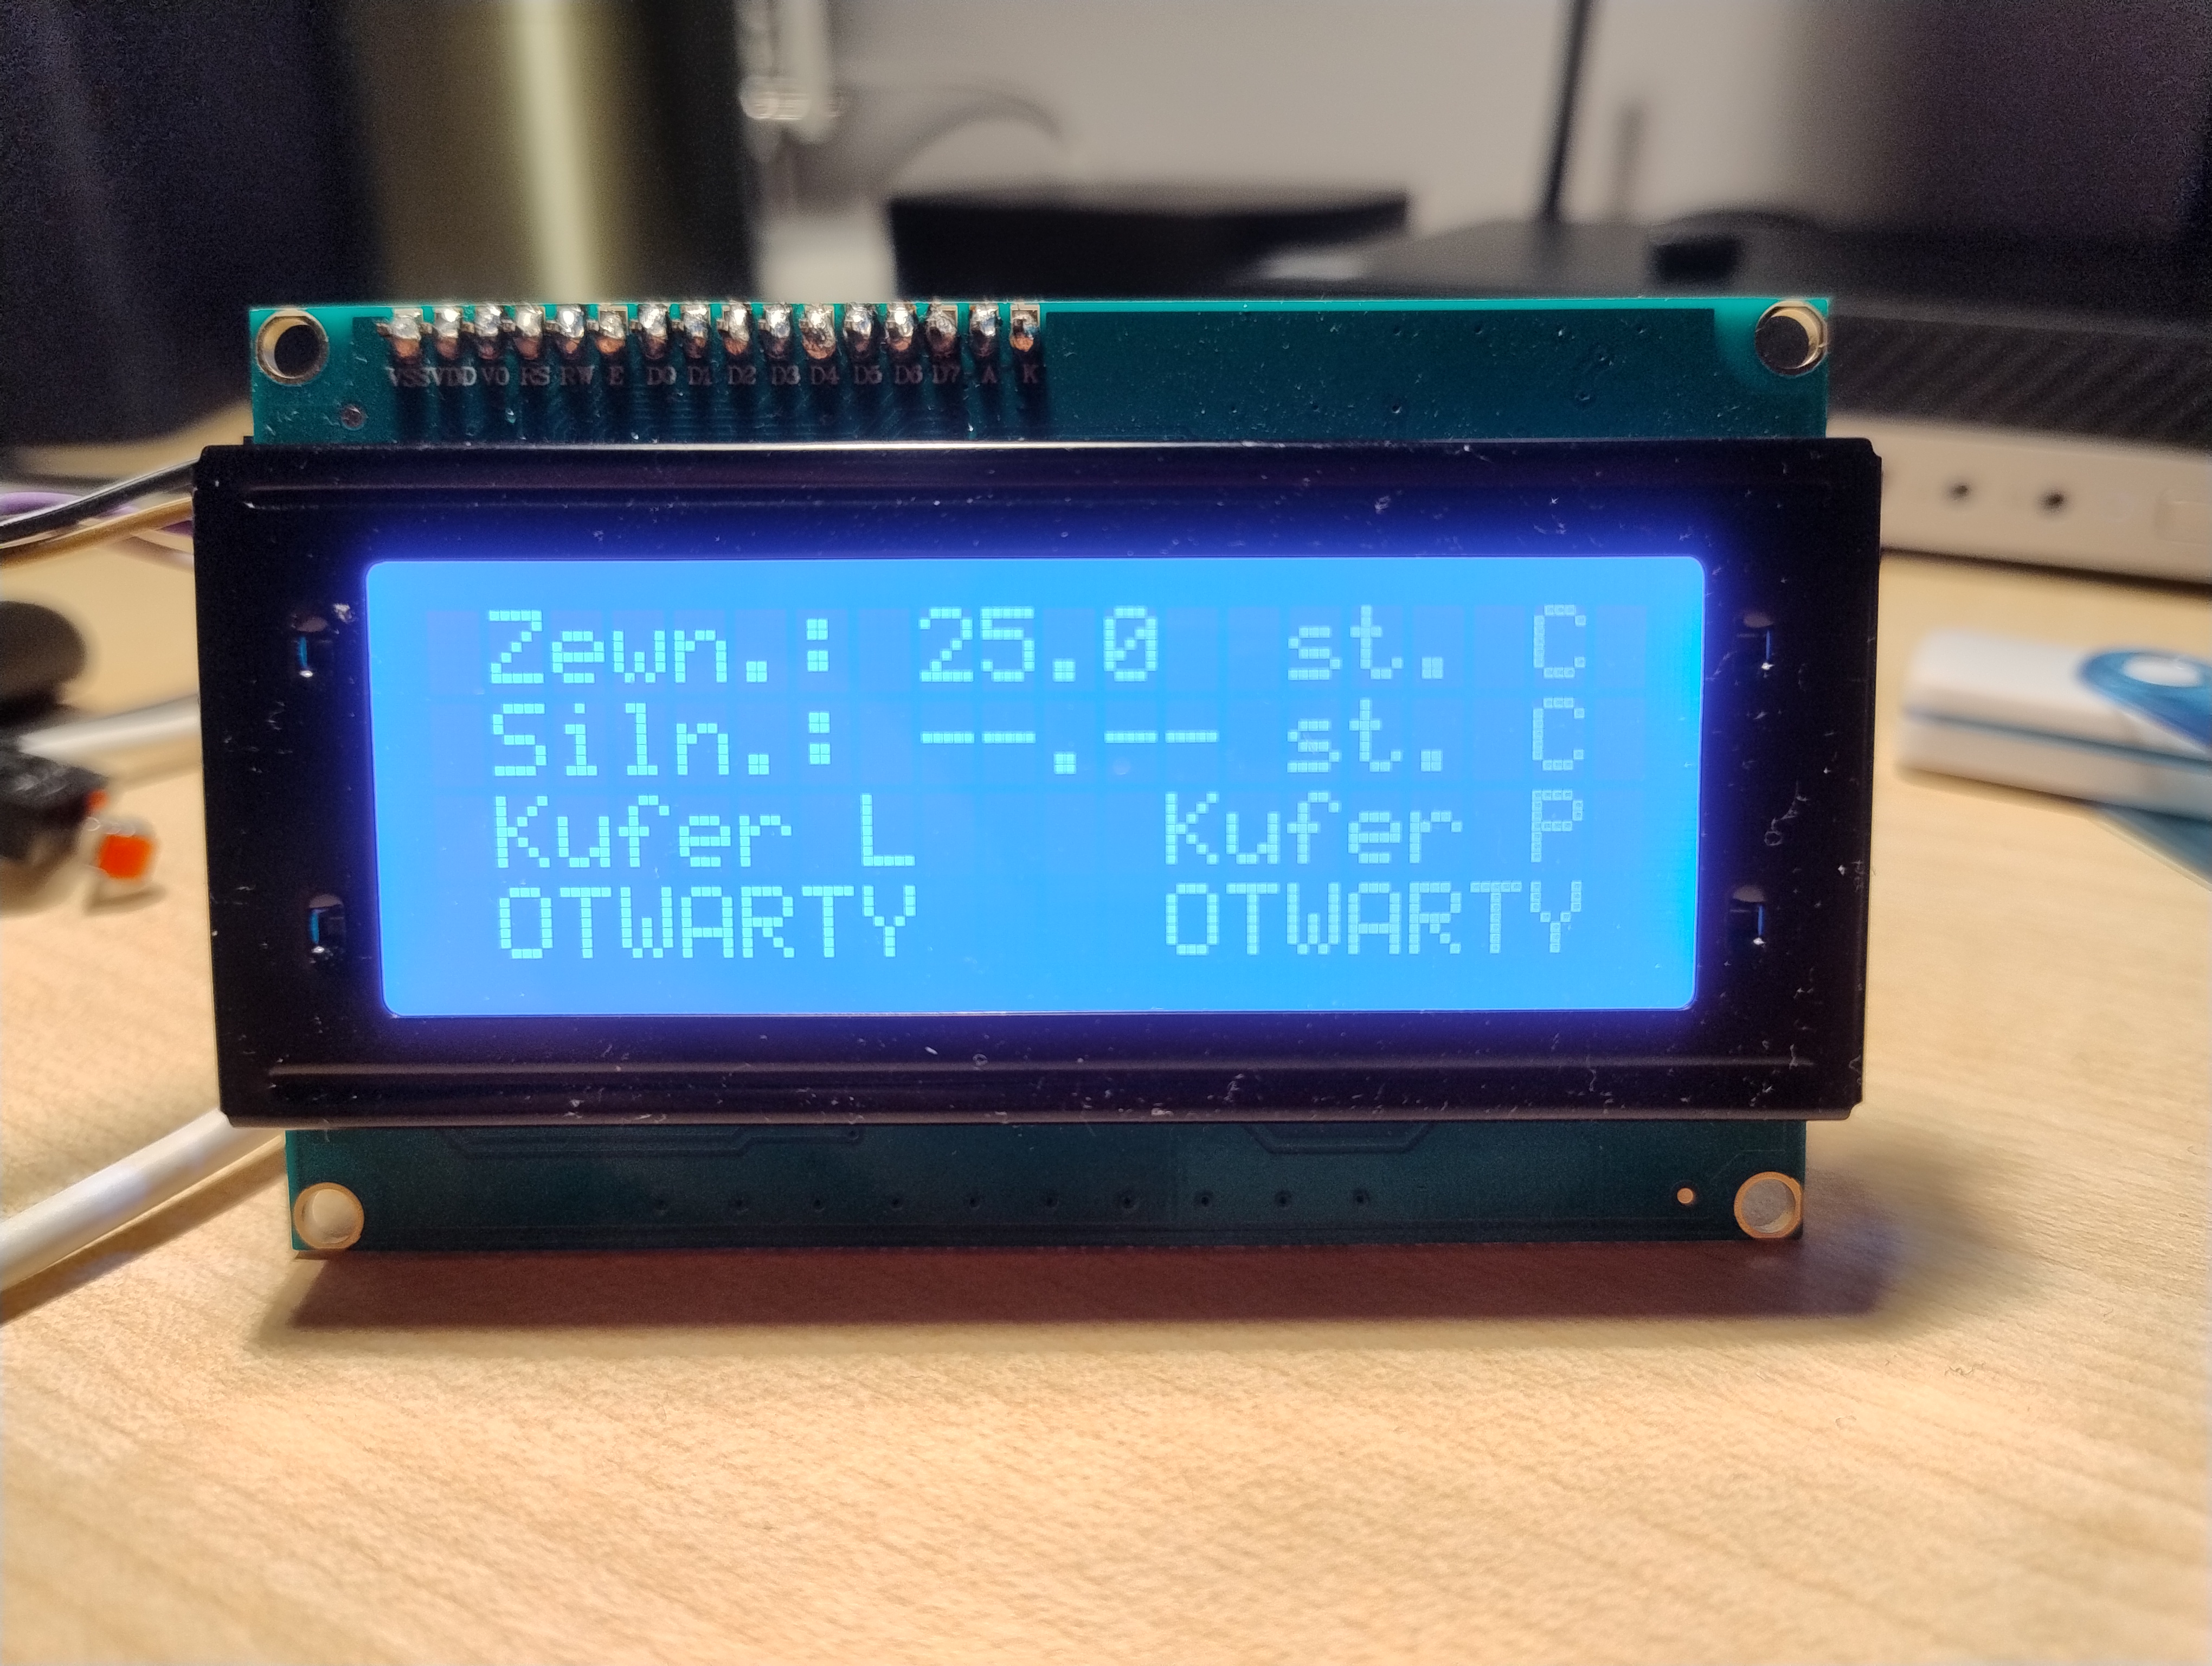 VSS VDD V0 RS RW E D0 D1 D2 D3 D4 D5 D6 D7 A K
Zewn.: 25.0 st. C
Siln.: --.-- st. C
Kufer L Kufer P
OTWARTY OTWARTY